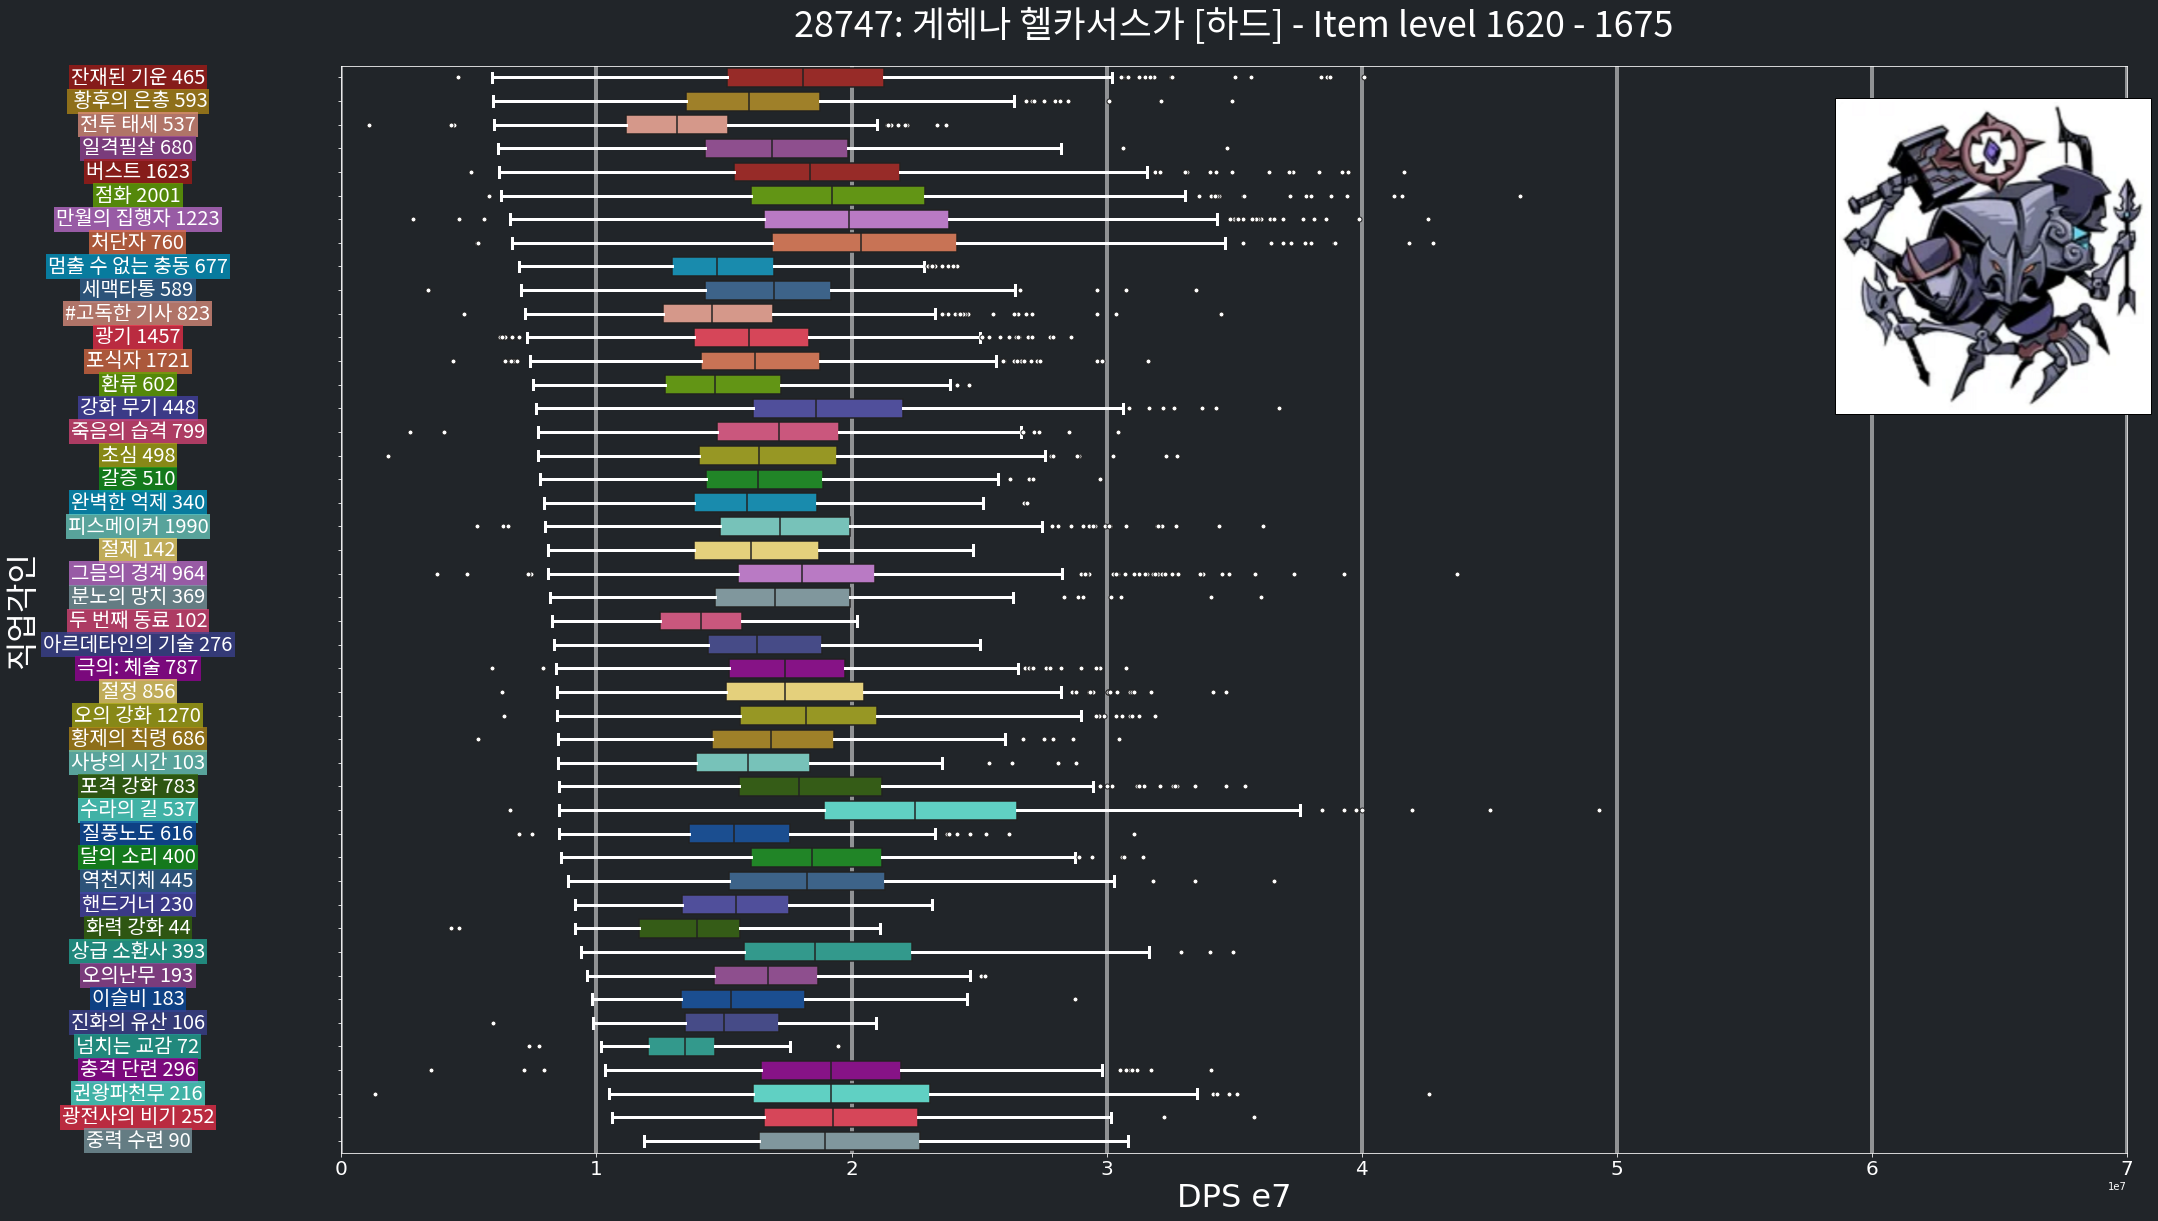 28747: 게헤나 헬카서스가 [하드] - Item level 1620 - 1675
직업각인
잔재된 기운 465
황후의 은총 593
전투 태세 537
일격필살 680
버스트 1623
점화 2001
만월의 집행자 1223
처단자 760
멈출 수 없는 충동 677
세맥타통 589
#고독한 기사 823
광기 1457
포식자 1721
환류 602
강화 무기 448
죽음의 습격 799
초심 498
갈증 510
완벽한 억제 340
피스메이커 1990
절제 142
그믐의 경계 964
분노의 망치 369
두 번째 동료 102
아르데타인의 기술 276
극의: 체술 787
절정 856
오의 강화 1270
황제의 칙령 686
사냥의 시간 103
포격 강화 783
수라의 길 537
질풍노도 616
달의 소리 400
역천지체 445
핸드거너 230
화력 강화 44
상급 소환사 393
오의난무 193
이슬비 183
진화의 유산 106
넘치는 교감 72
충격 단련 296
권왕파천무 216
광전사의 비기 252
중력 수련 90
0 1 2 3 4 5 6 7
DPS e7
1e7